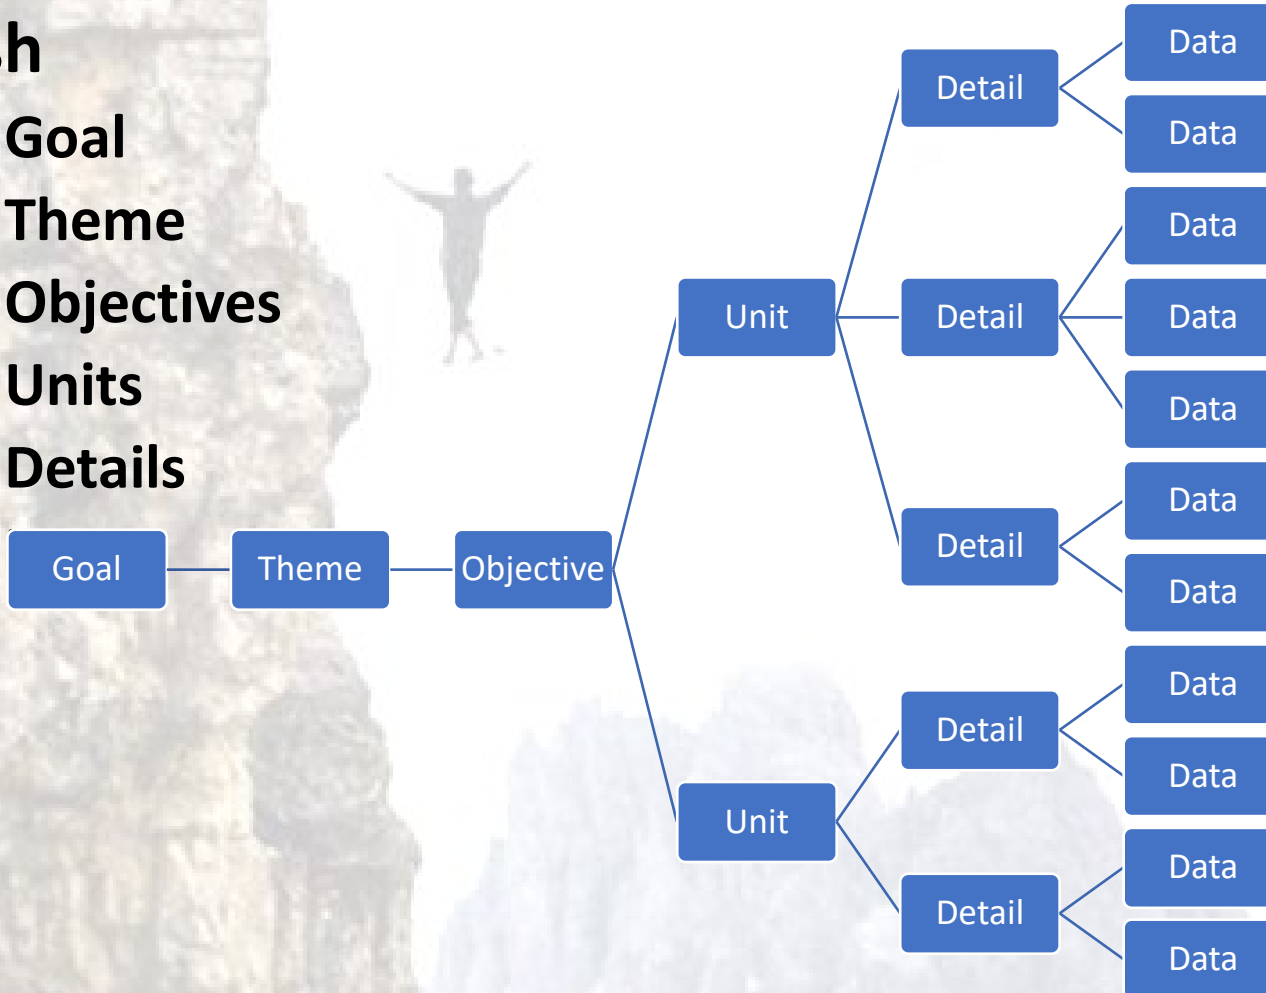 Goal
Theme
Objectives
Units
Details
Goal
Theme
Objective
Unit
Detail
Data
Data
Detail
Data
Data
Data
Detail
Data
Data
Unit
Detail
Data
Data
Detail
Data
Data